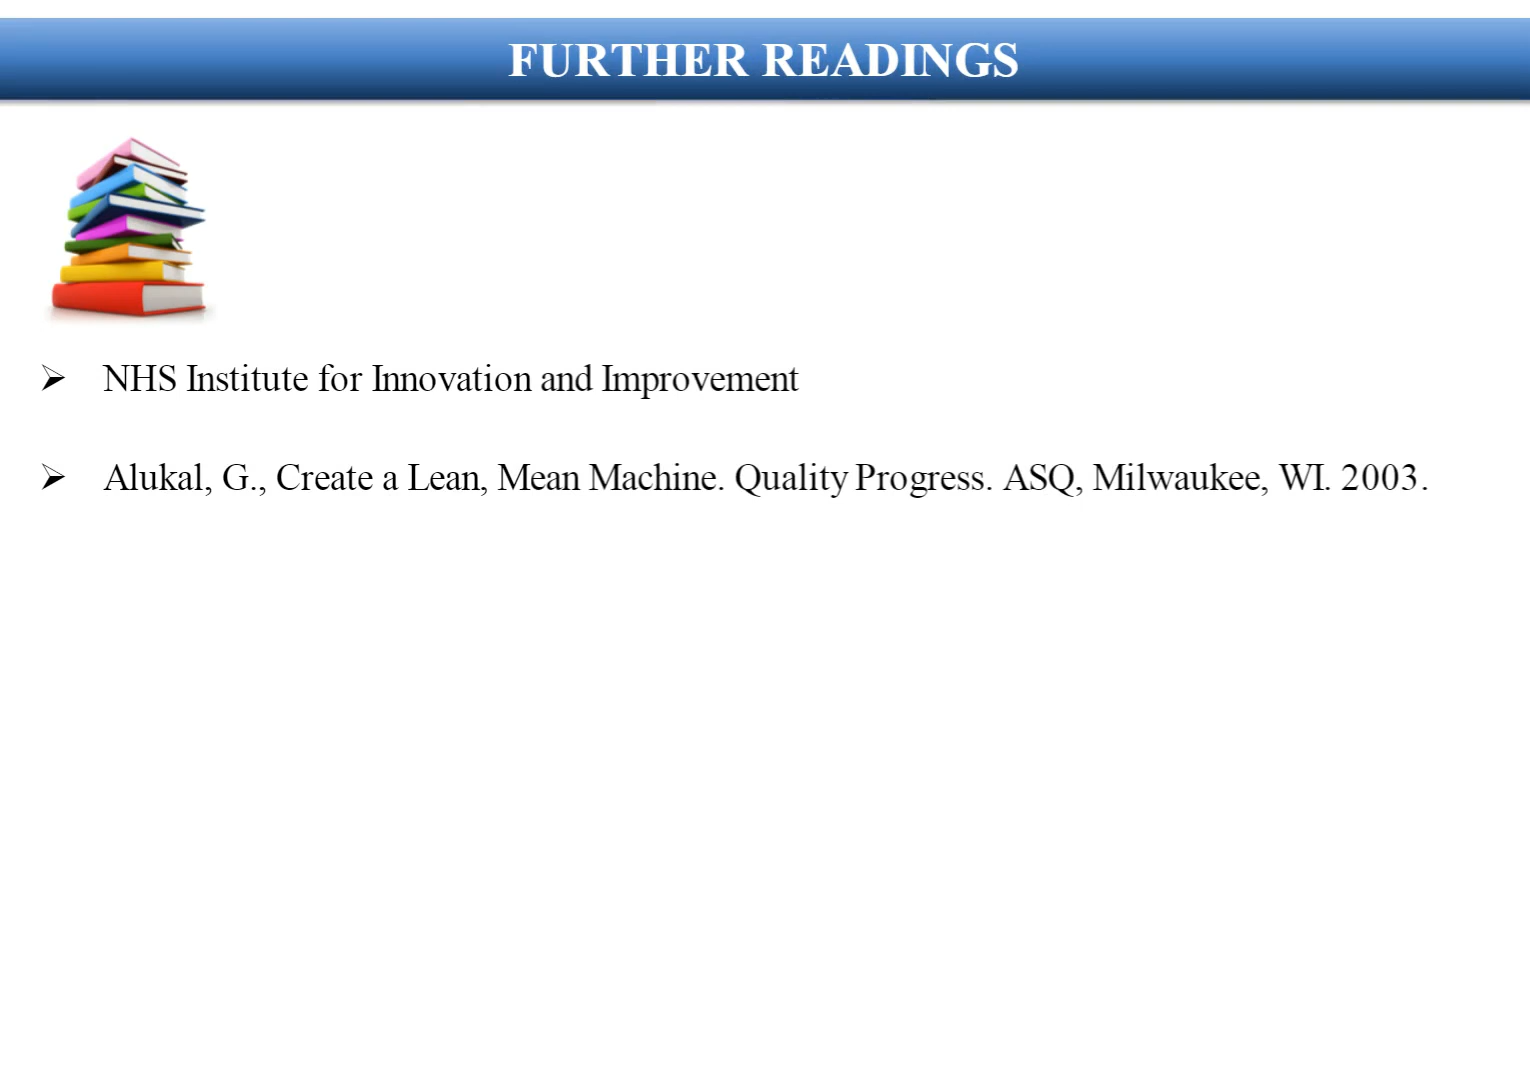 FURTHER READINGS
➢ NHS Institute for Innovation and Improvement
➢ Alukal, G., Create a Lean, Mean Machine. Quality Progress. ASQ, Milwaukee, WI. 2003.